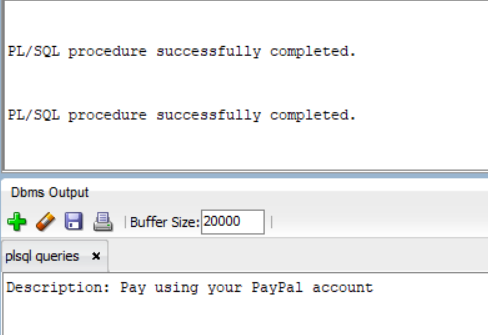 PL/SQL procedure successfully completed.
PL/SQL procedure successfully completed.
Dbms Output
Buffer Size: 20000
plsql queries
Description: Pay using your PayPal account